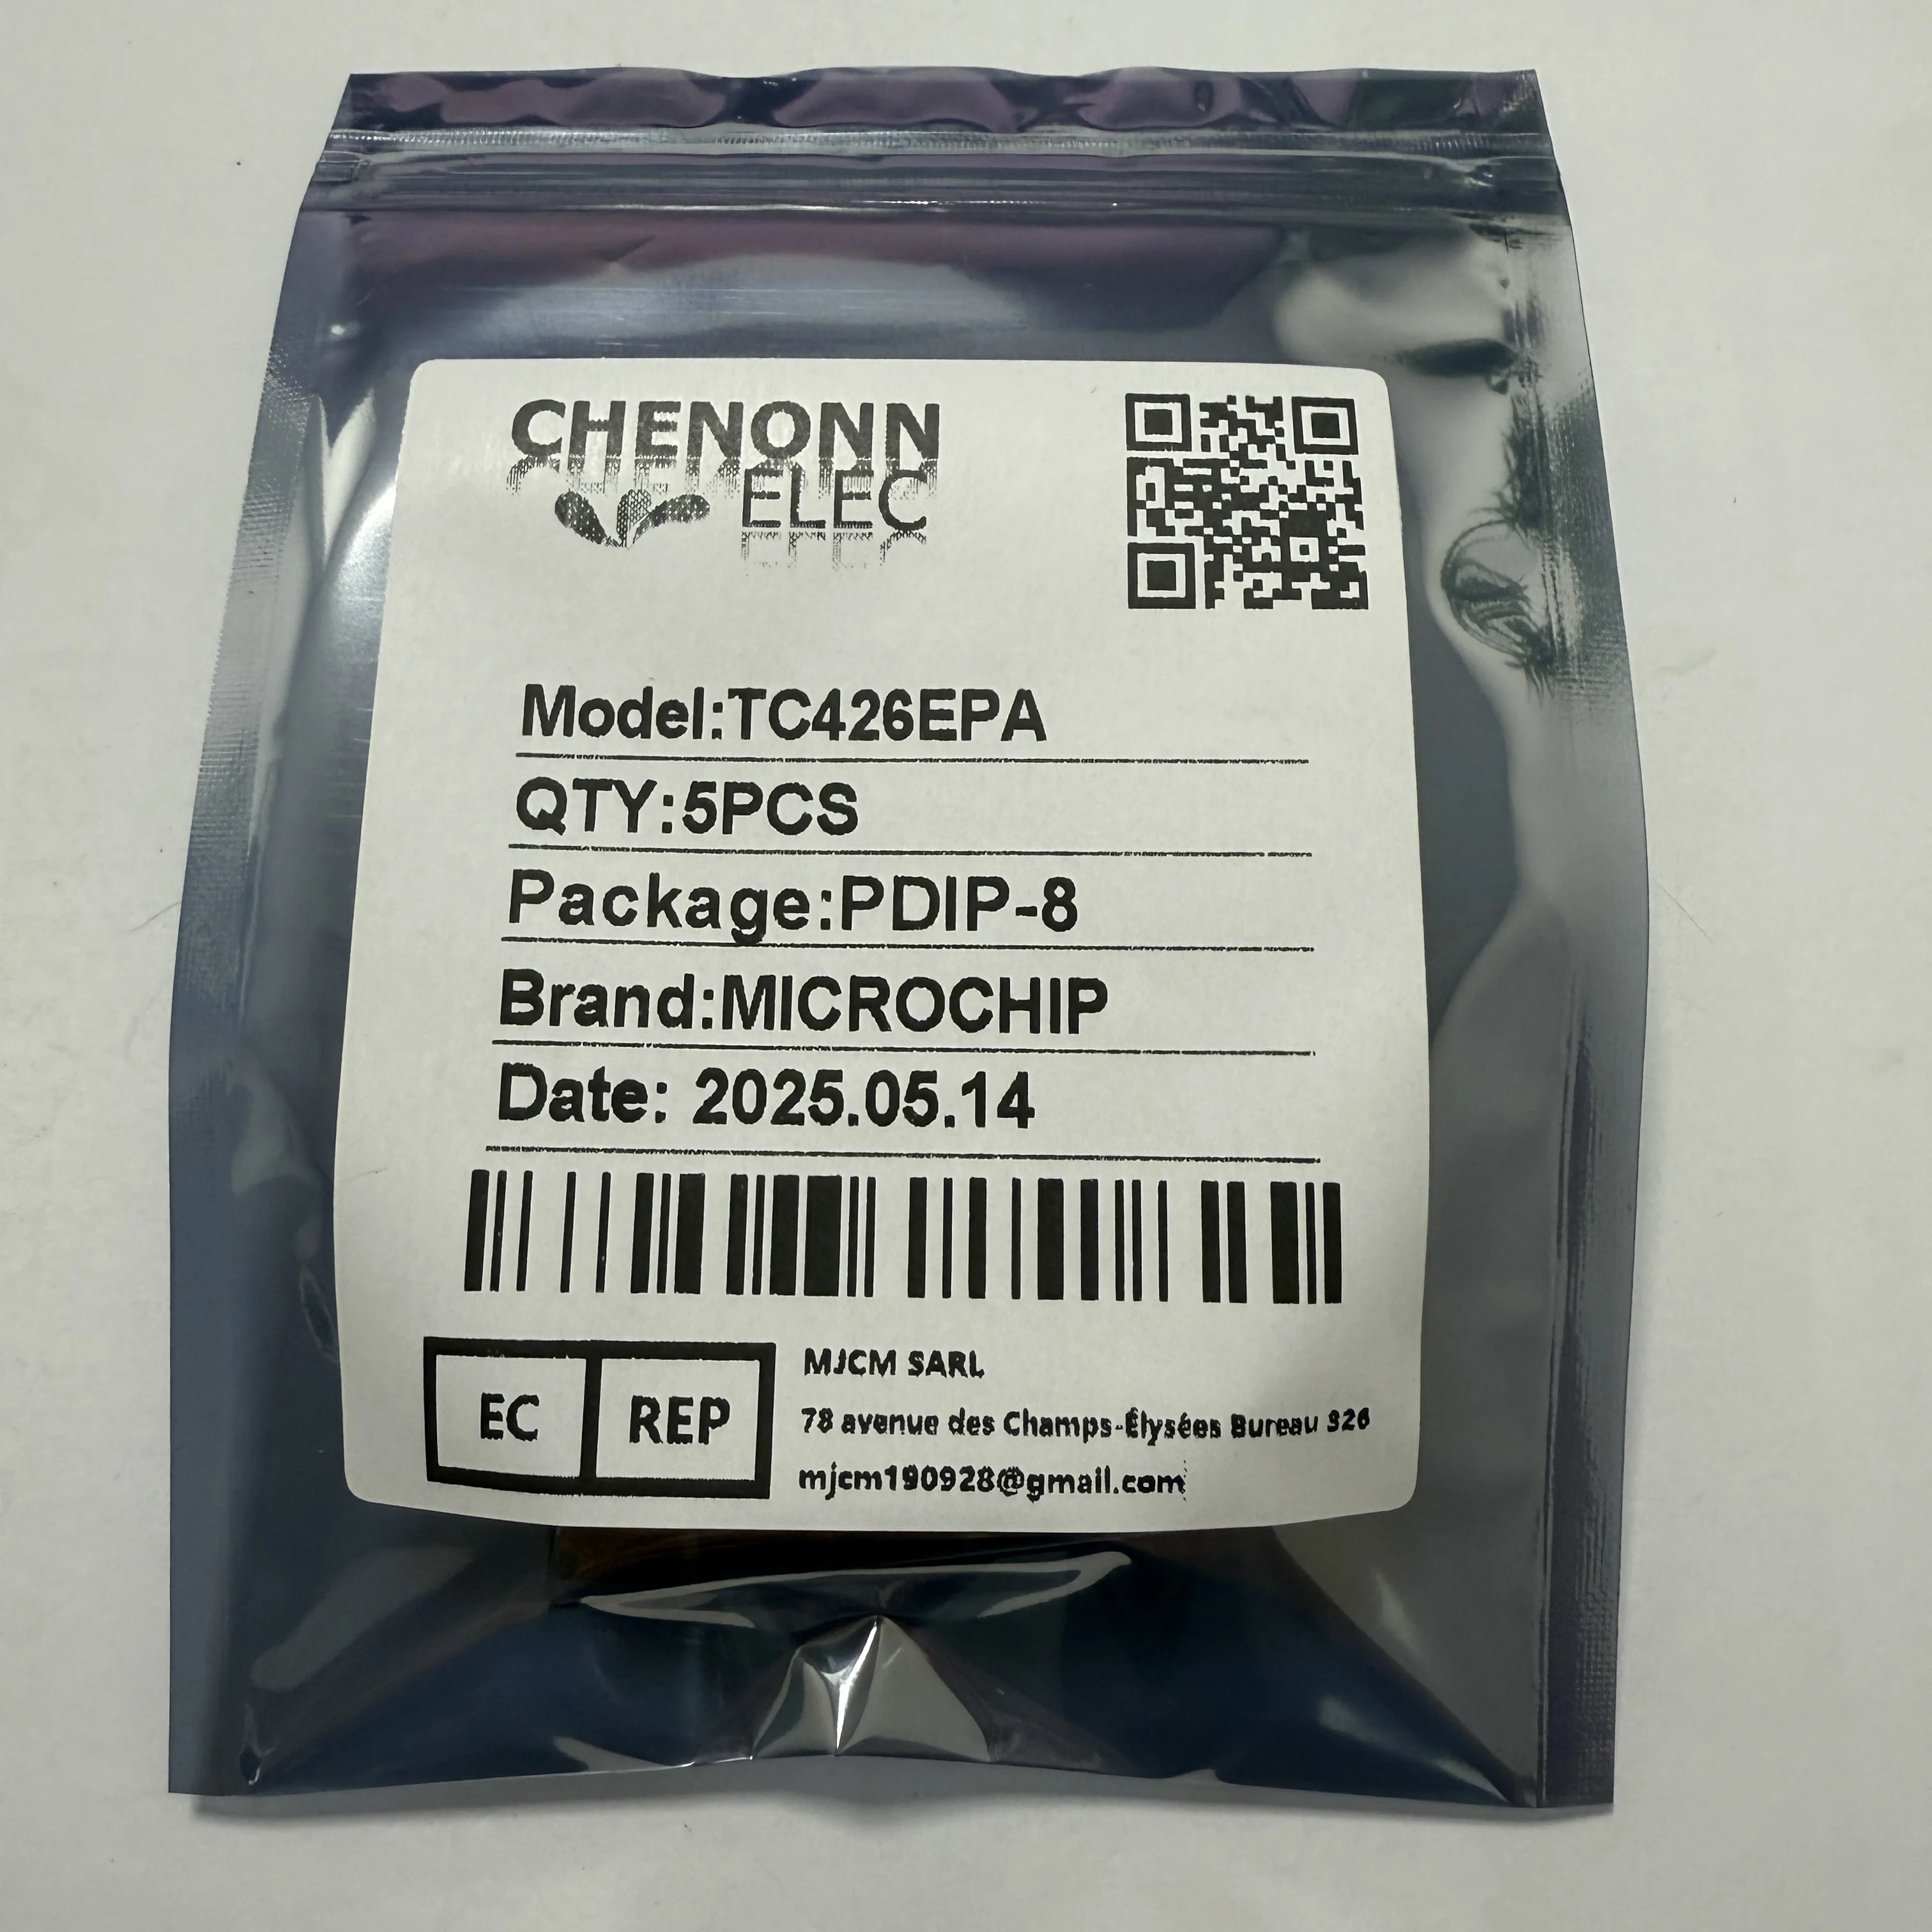 CHENONN
ELEC
Model:TC426EPA
QTY:5PCS
Package:PDIP-8
Brand:MICROCHIP
Date: 2025.05.14
EC REP
MJCM SARL
78 avenue des Champs-Élysées Bureau 326
mjcm190928@gmail.com